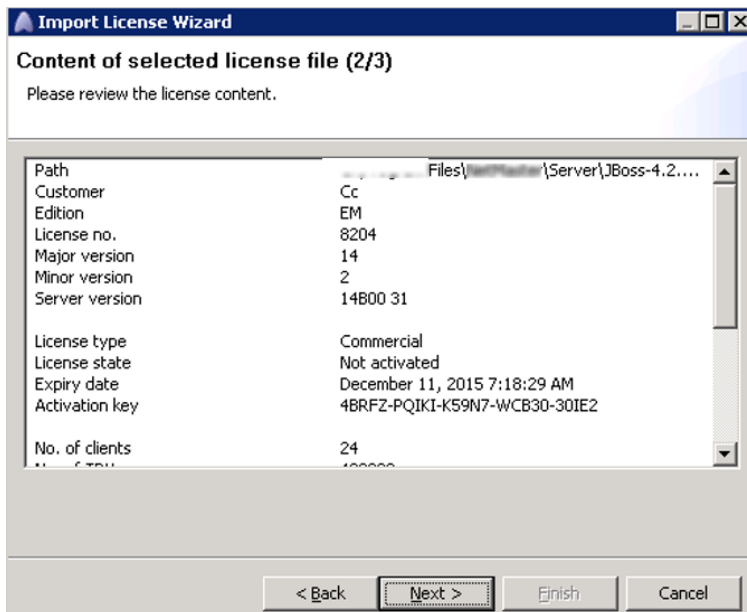 Import License Wizard
Content of selected license file (2/3)
Please review the license content.
Path Files\ \Server\JBoss-4.2....
Customer Cc
Edition EM
License no. 8204
Major version 14
Minor version 2
Server version 14B00 31
License type Commercial
License state Not activated
Expiry date December 11, 2015 7:18:29 AM
Activation key 4BRFZ-PQIKI-K59N7-WCB30-30IE2
No. of clients 24
< Back Next > Finish Cancel